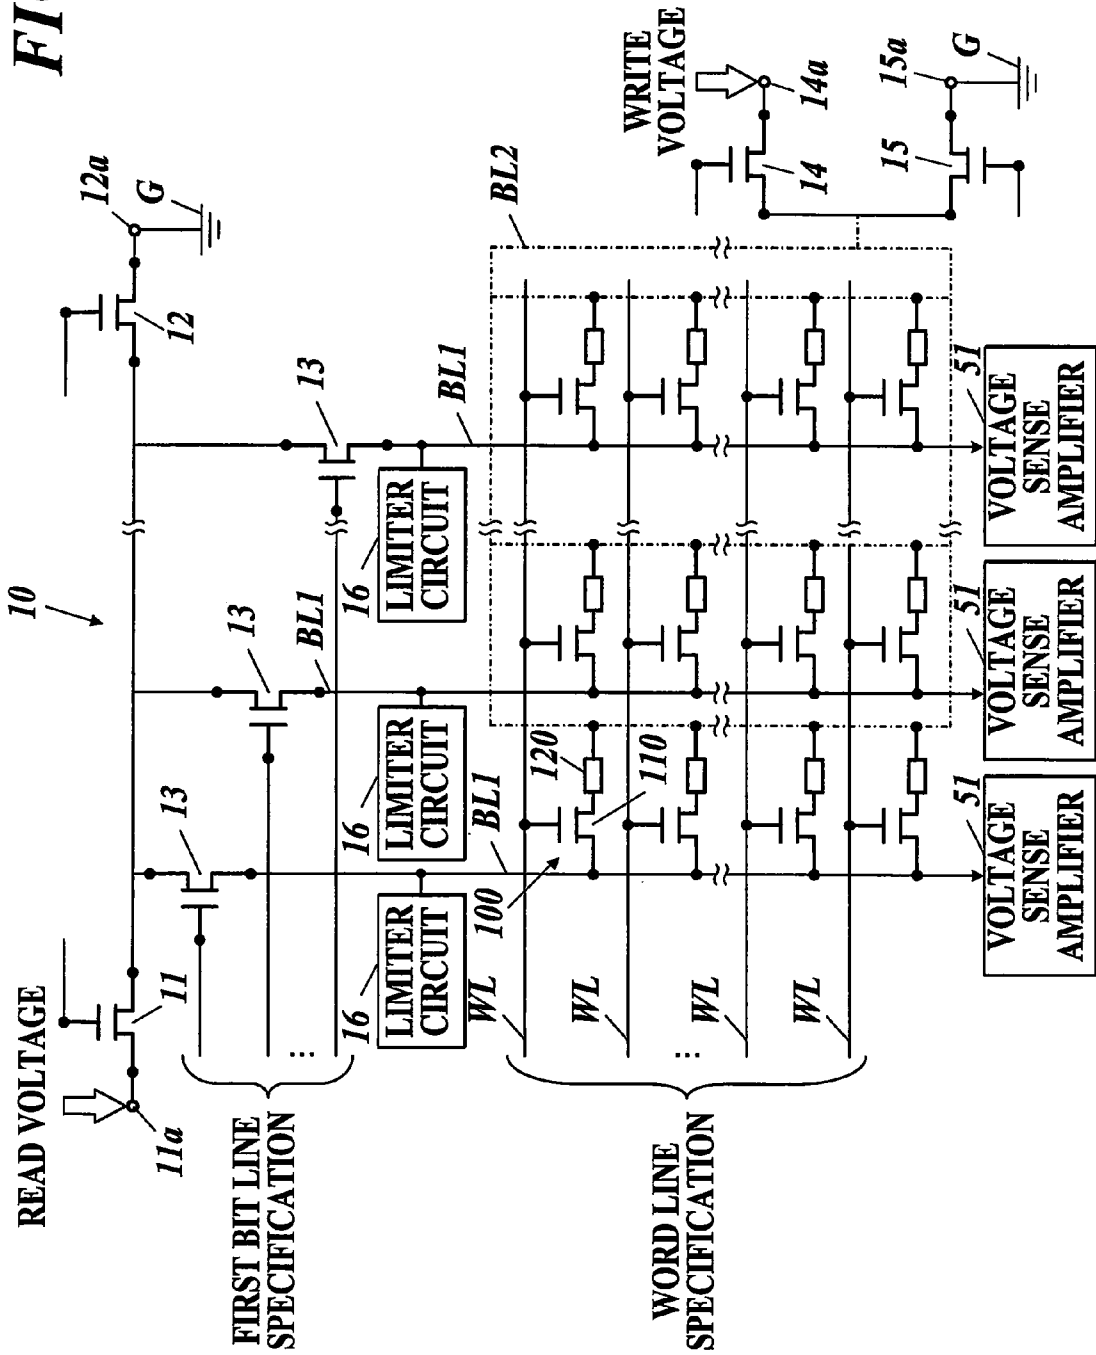 READ VOLTAGE
11a
11
10
12
12a
G
FIRST BIT LINE
SPECIFICATION
...
13
13
BL1
13
16
LIMITER
CIRCUIT
16
LIMITER
CIRCUIT
16
LIMITER
CIRCUIT
BL1
BL1
BL2
WL
WL
WL
WL
...
WORD LINE
SPECIFICATION
100
120
110
WRITE
VOLTAGE
14
14a
15
15a
G
51
VOLTAGE
SENSE
AMPLIFIER
51
VOLTAGE
SENSE
AMPLIFIER
51
VOLTAGE
SENSE
AMPLIFIER